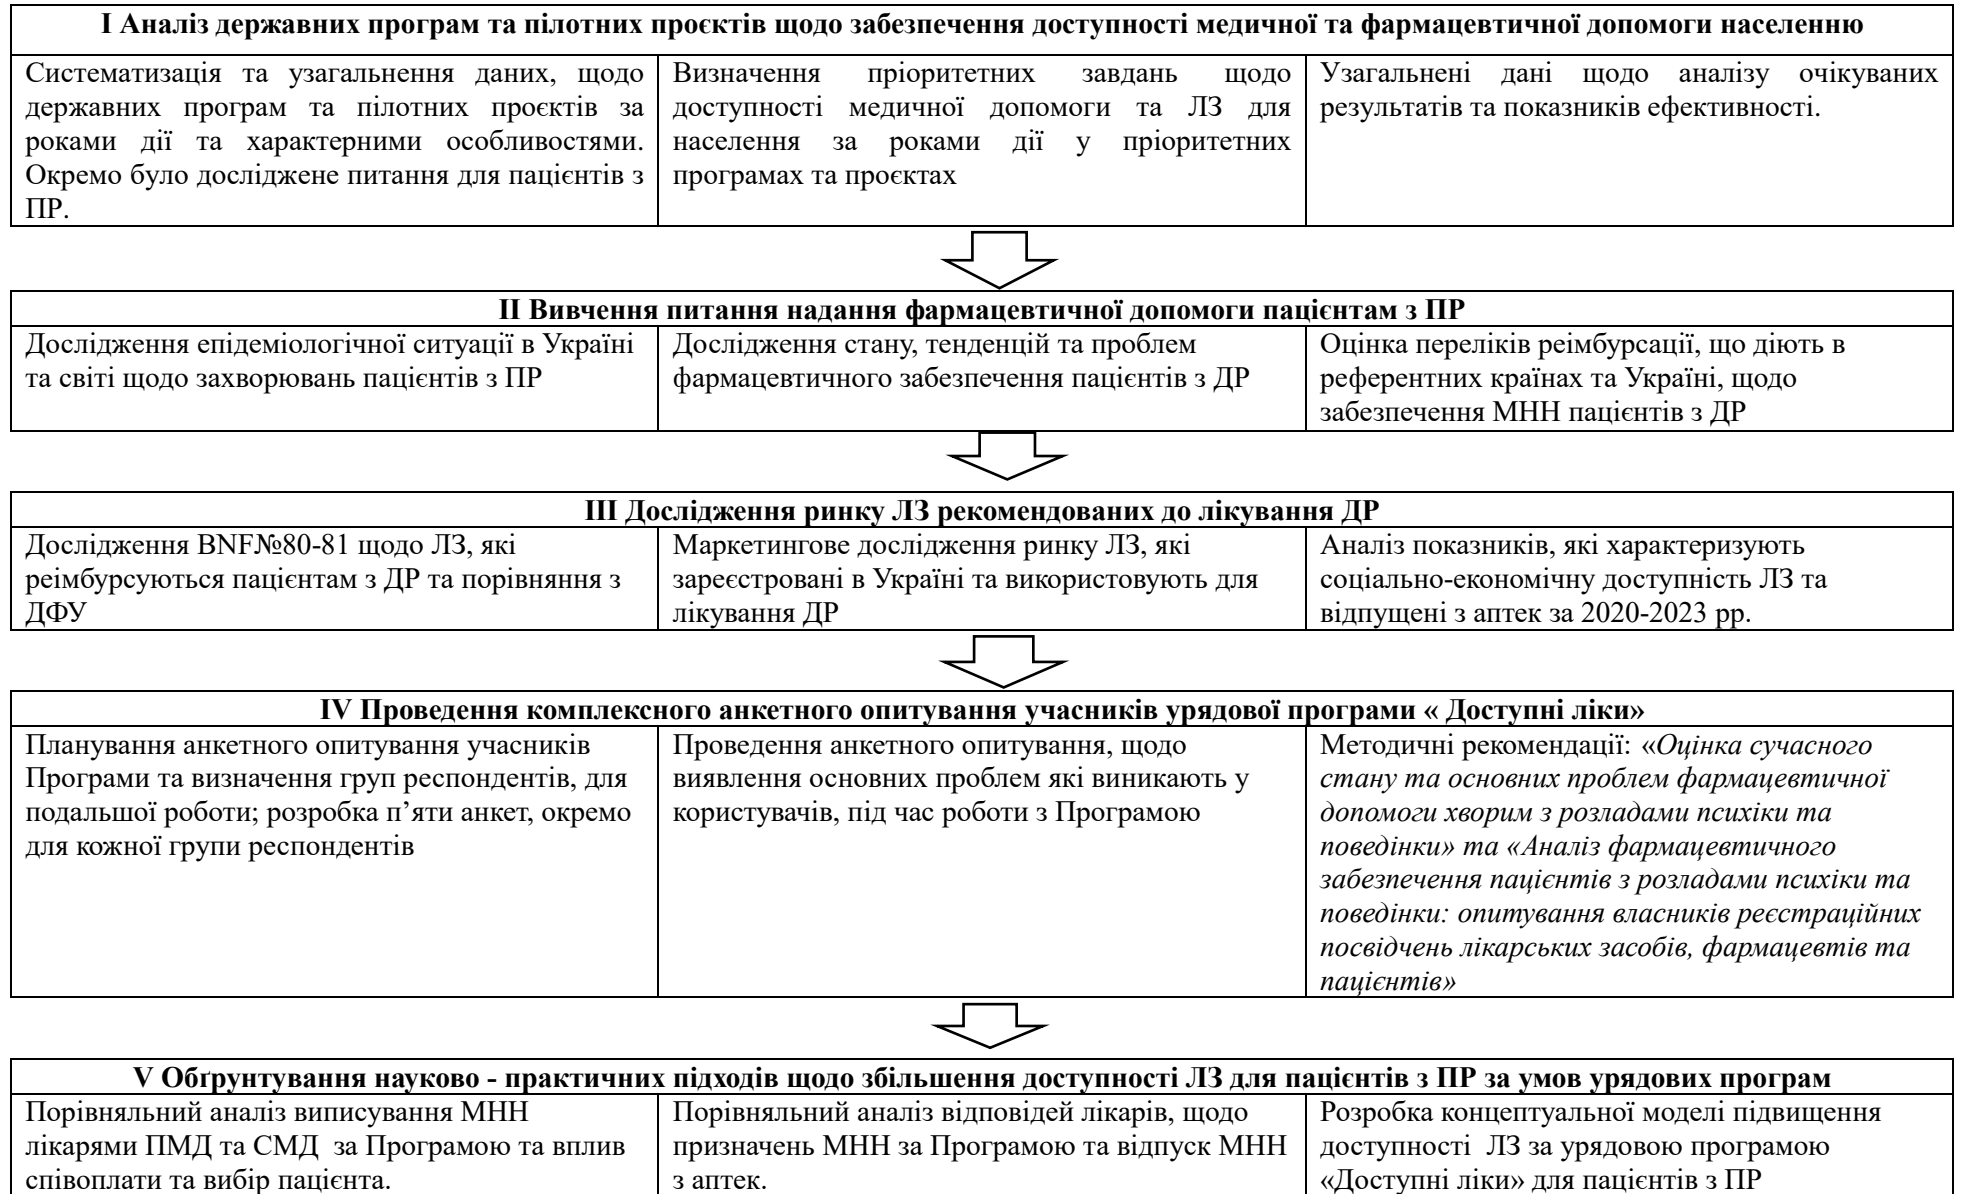 І Аналіз державних програм та пілотних проєктів щодо забезпечення доступності медичної та фармацевтичної допомоги населенню
Систематизація та узагальнення даних, щодо
державних програм та пілотних проєктів за
роками дії та характерними особливостями.
Окремо було досліджене питання для пацієнтів з
ПР.
Визначення пріоритетних завдань щодо
доступності медичної допомоги та ЛЗ для
населення за роками дії у пріоритетних
програмах та проєктах
Узагальнені дані щодо аналізу очікуваних
результатів та показників ефективності.
ІІ Вивчення питання надання фармацевтичної допомоги пацієнтам з ПР
Дослідження епідеміологічної ситуації в Україні
та світі щодо захворювань пацієнтів з ПР
Дослідження стану, тенденцій та проблем
фармацевтичного забезпечення пацієнтів з ДР
Оцінка переліків реімбурсації, що діють в
референтних країнах та Україні, щодо
забезпечення МНН пацієнтів з ДР
ІІІ Дослідження ринку ЛЗ рекомендованих до лікування ДР
Дослідження BNF№80-81 щодо ЛЗ, які
реімбурсуються пацієнтам з ДР та порівняння з
ДФУ
Маркетингове дослідження ринку ЛЗ, які
зареєстровані в Україні та використовують для
лікування ДР
Аналіз показників, які характеризують
соціально-економічну доступність ЛЗ та
відпущені з аптек за 2020-2023 рр.
IV Проведення комплексного анкетного опитування учасників урядової програми « Доступні ліки»
Планування анкетного опитування учасників
Програми та визначення груп респондентів, для
подальшої роботи; розробка п’яти анкет, окремо
для кожної групи респондентів
Проведення анкетного опитування, щодо
виявлення основних проблем які виникають у
користувачів, під час роботи з Програмою
Методичні рекомендації: «Оцінка сучасного
стану та основних проблем фармацевтичної
допомоги хворим з розладами психіки та
поведінки» та «Аналіз фармацевтичного
забезпечення пацієнтів з розладами психіки та
поведінки: опитування власників реєстраційних
посвідчень лікарських засобів, фармацевтів та
пацієнтів»
V Обґрунтування науково - практичних підходів щодо збільшення доступності ЛЗ для пацієнтів з ПР за умов урядових програм
Порівняльний аналіз виписування МНН
лікарями ПМД та СМД за Програмою та вплив
співоплати та вибір пацієнта.
Порівняльний аналіз відповідей лікарів, щодо
призначень МНН за Програмою та відпуск МНН
з аптек.
Розробка концептуальної моделі підвищення
доступності ЛЗ за урядовою програмою
«Доступні ліки» для пацієнтів з ПР